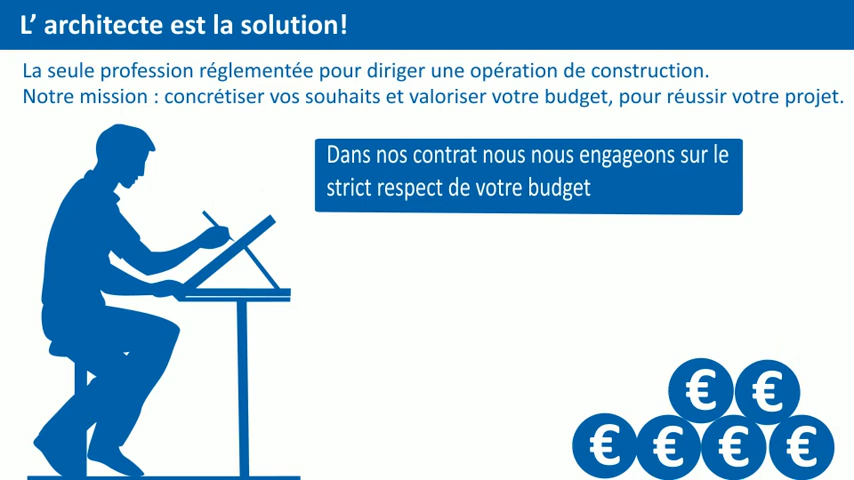 L’ architecte est la solution!
La seule profession réglementée pour diriger une opération de construction.
Notre mission : concrétiser vos souhaits et valoriser votre budget, pour réussir votre projet.
Dans nos contrat nous nous engageons sur le
strict respect de votre budget
€ €
€ € € €